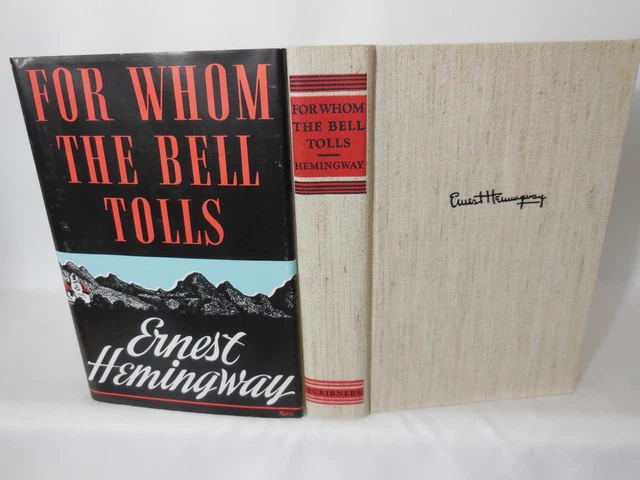 FOR WHOM
THE BELL
TOLLS
Ernest
Hemingway
FOR WHOM
THE BELL
TOLLS
HEMINGWAY
SCRIBNERS
Ernest Hemingway